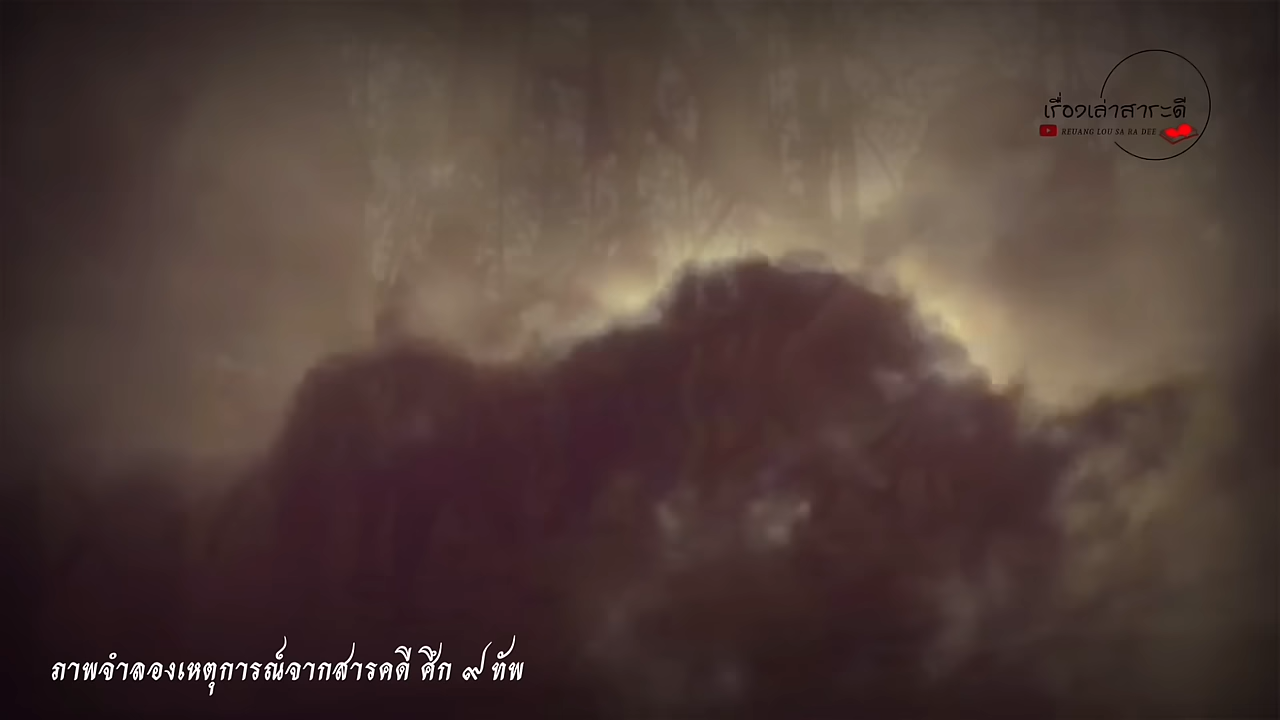 เรื่องเล่าสาระดี
REUANG LOU SA RA DEE
ภาพจำลองเหตุการณ์จากสารคดี ศึก ๙ ทัพ